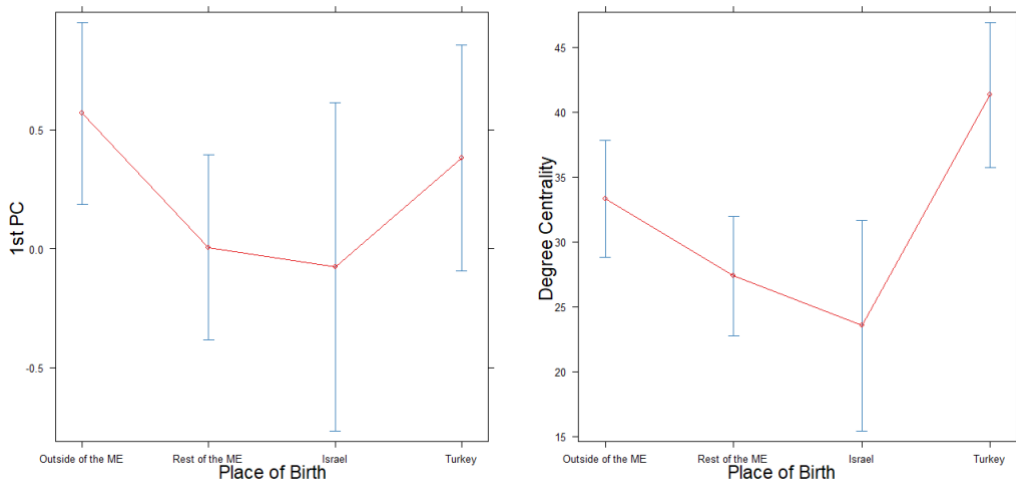 1st PC
0.5
0.0
-0.5
Outside of the ME Rest of the ME Israel Turkey
Place of Birth
Degree Centrality
45
40
35
30
25
20
15
Outside of the ME Rest of the ME Israel Turkey
Place of Birth